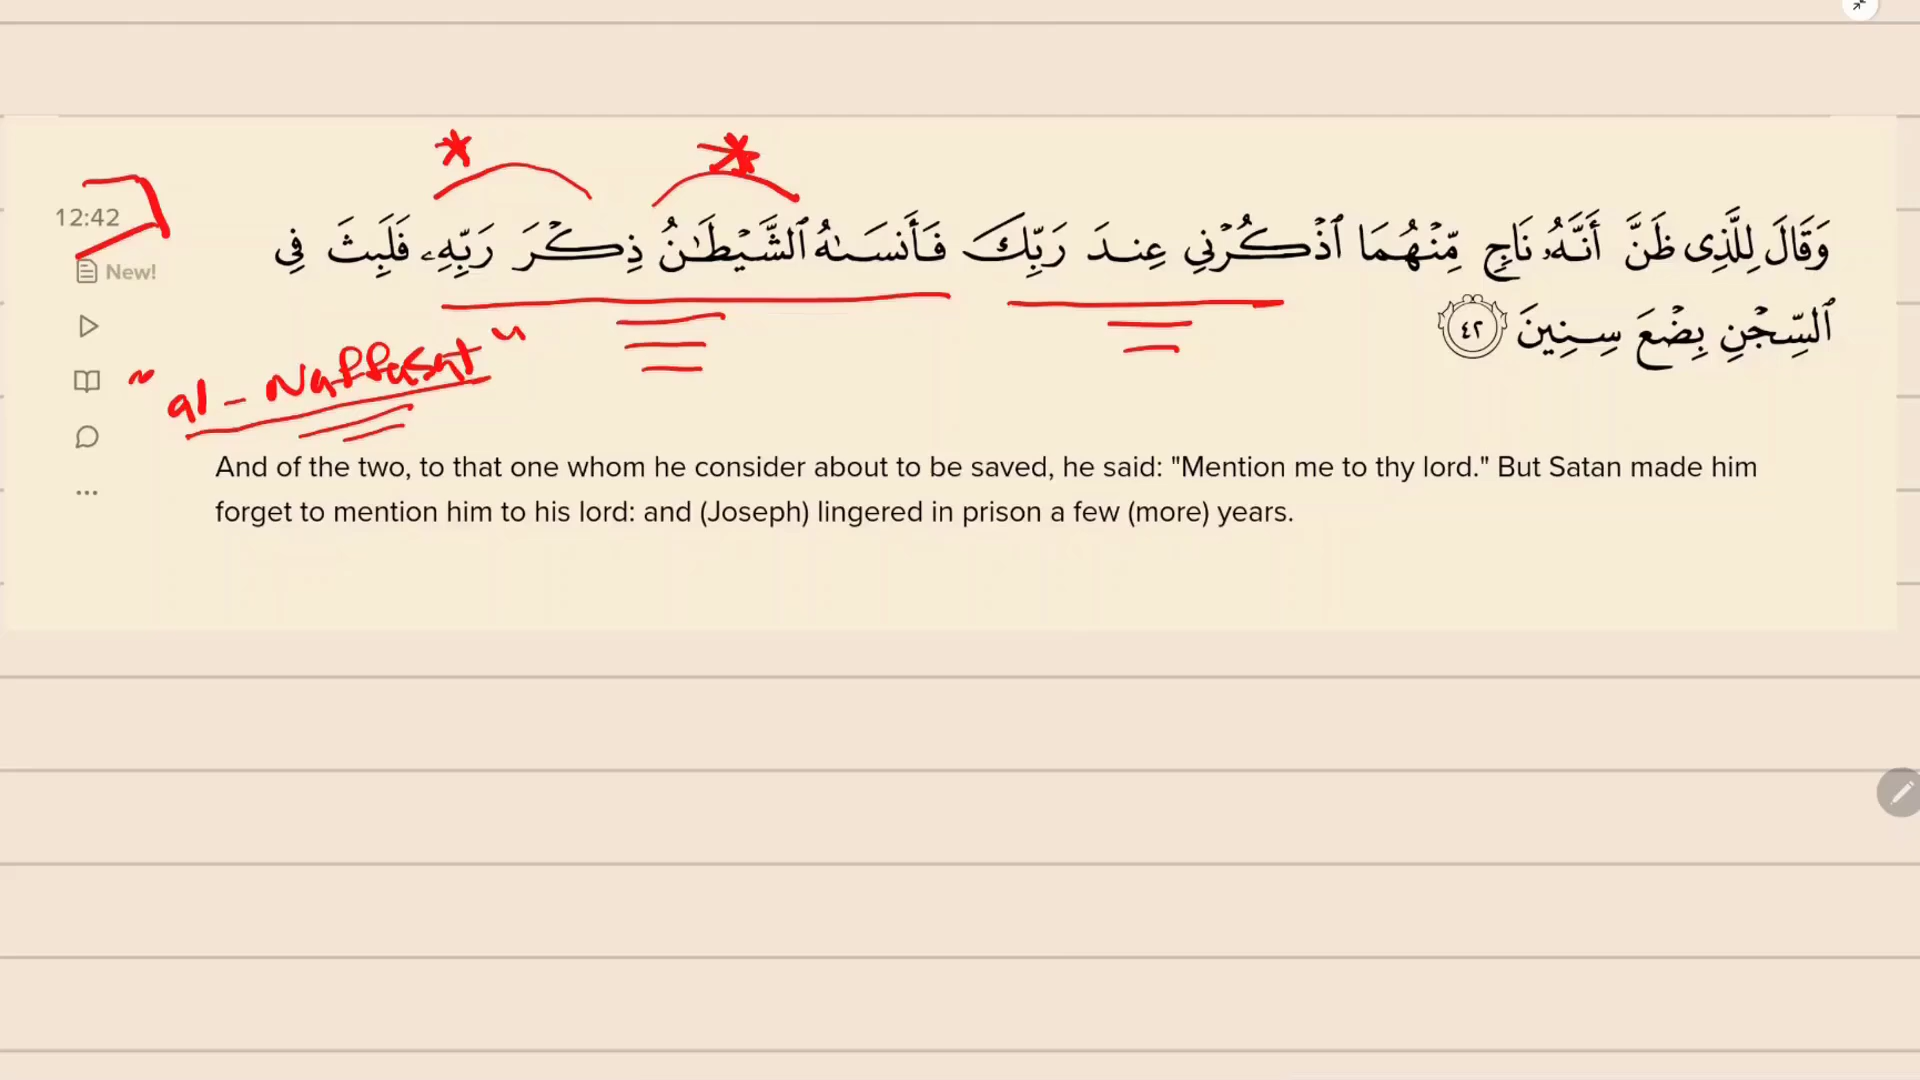 12:42
New!
وَقَالَ لِلَّذِى ظَنَّ أَنَّهُۥ نَاجٍ مِّنْهُمَا ٱذْكُرْنِى عِندَ رَبِّكَ فَأَنسَىٰهُ ٱلشَّيْطَـٰنُ ذِكْرَ رَبِّهِۦ فَلَبِثَ فِى
ٱلسِّجْنِ بِضْعَ سِنِينَ ٤٢
"al-Naffasat"
And of the two, to that one whom he consider about to be saved, he said: "Mention me to thy lord." But Satan made him
forget to mention him to his lord: and (Joseph) lingered in prison a few (more) years.